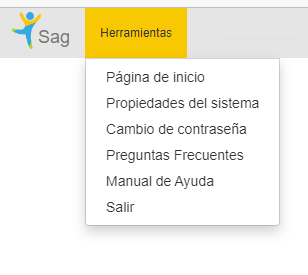 Sag
Herramientas
Página de inicio
Propiedades del sistema
Cambio de contraseña
Preguntas Frecuentes
Manual de Ayuda
Salir